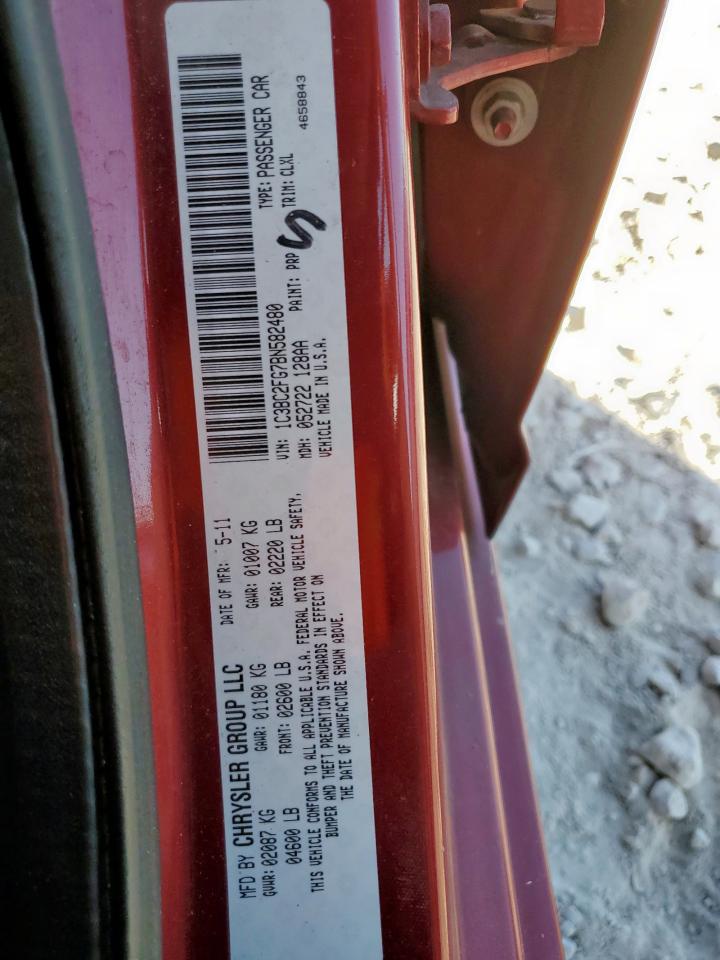 MFD BY CHRYSLER GROUP LLC DATE OF MFR: 5-11
GVWR: 02087 KG GAWR: 01180 KG GAWR: 01007 KG
04600 LB FRONT: 02600 LB REAR: 02220 LB
THIS VEHICLE CONFORMS TO ALL APPLICABLE U.S.A. FEDERAL MOTOR VEHICLE SAFETY,
BUMPER AND THEFT PREVENTION STANDARDS IN EFFECT ON
THE DATE OF MANUFACTURE SHOWN ABOVE.
VIN: 1C3BC2FG7BN582480 TYPE: PASSENGER CAR
MDH: 052722 128AA PAINT: PRP TRIM: CLXL
VEHICLE MADE IN U.S.A.
4658843